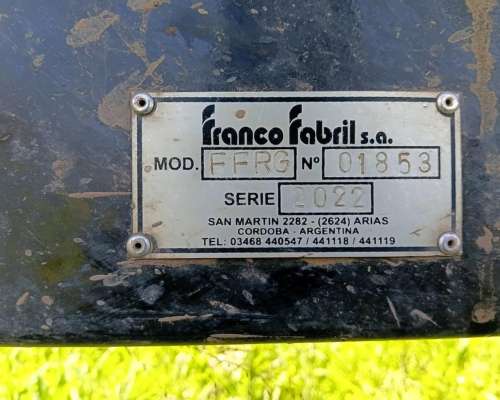 Franco Fabril s.a.
MOD. FFRG Nº 01853
SERIE 2022
SAN MARTIN 2282 - (2624) ARIAS
CORDOBA - ARGENTINA
TEL: 03468 440547 / 441118 / 441119